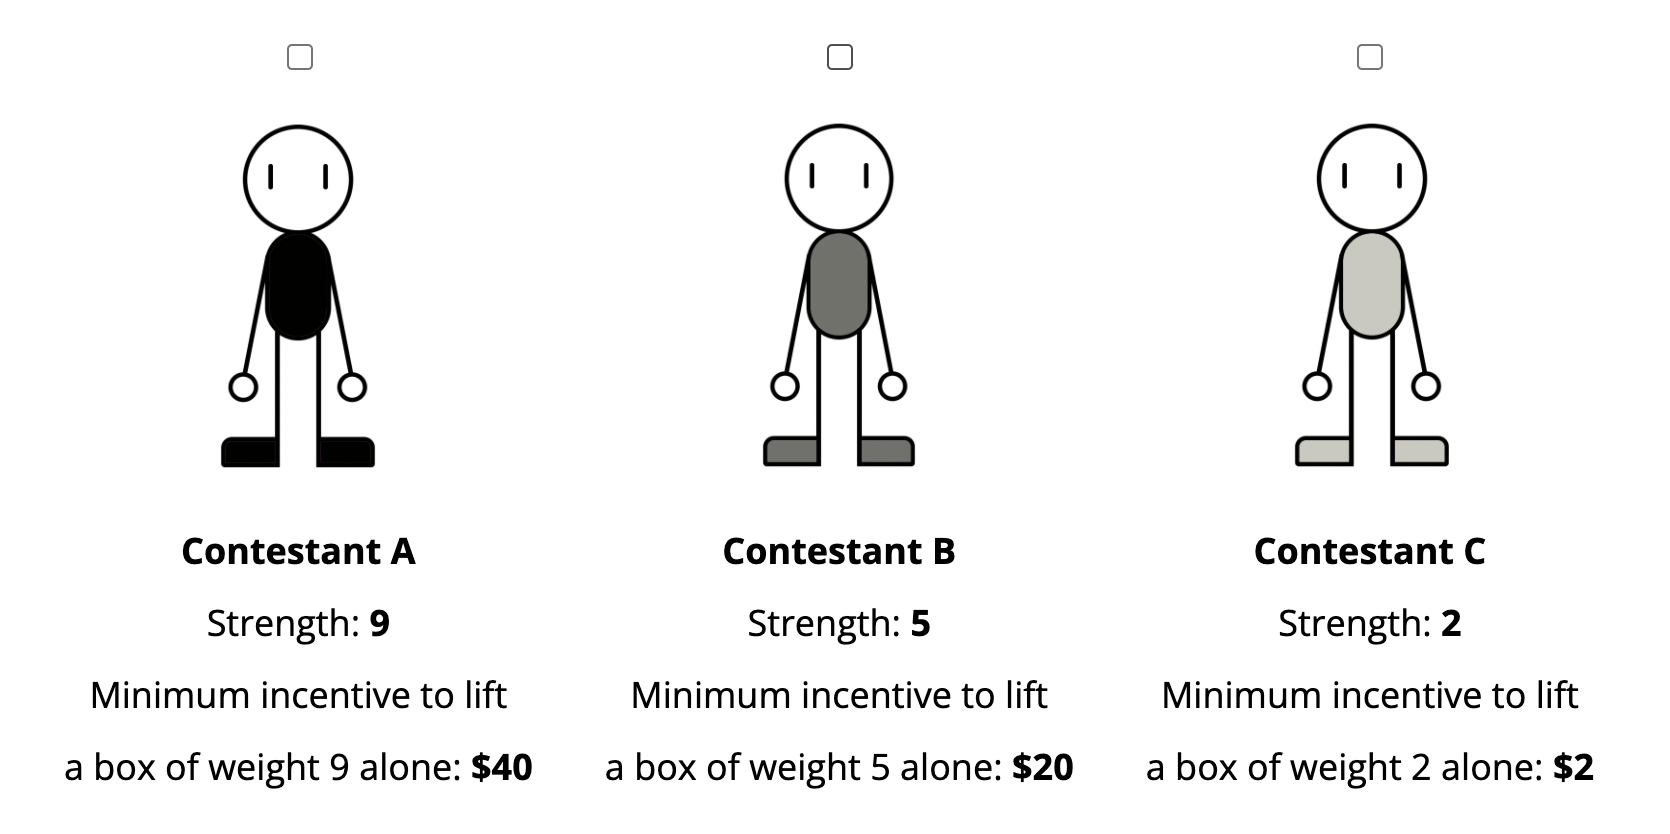 Contestant A
Strength: 9
Minimum incentive to lift
a box of weight 9 alone: $40
Contestant B
Strength: 5
Minimum incentive to lift
a box of weight 5 alone: $20
Contestant C
Strength: 2
Minimum incentive to lift
a box of weight 2 alone: $2